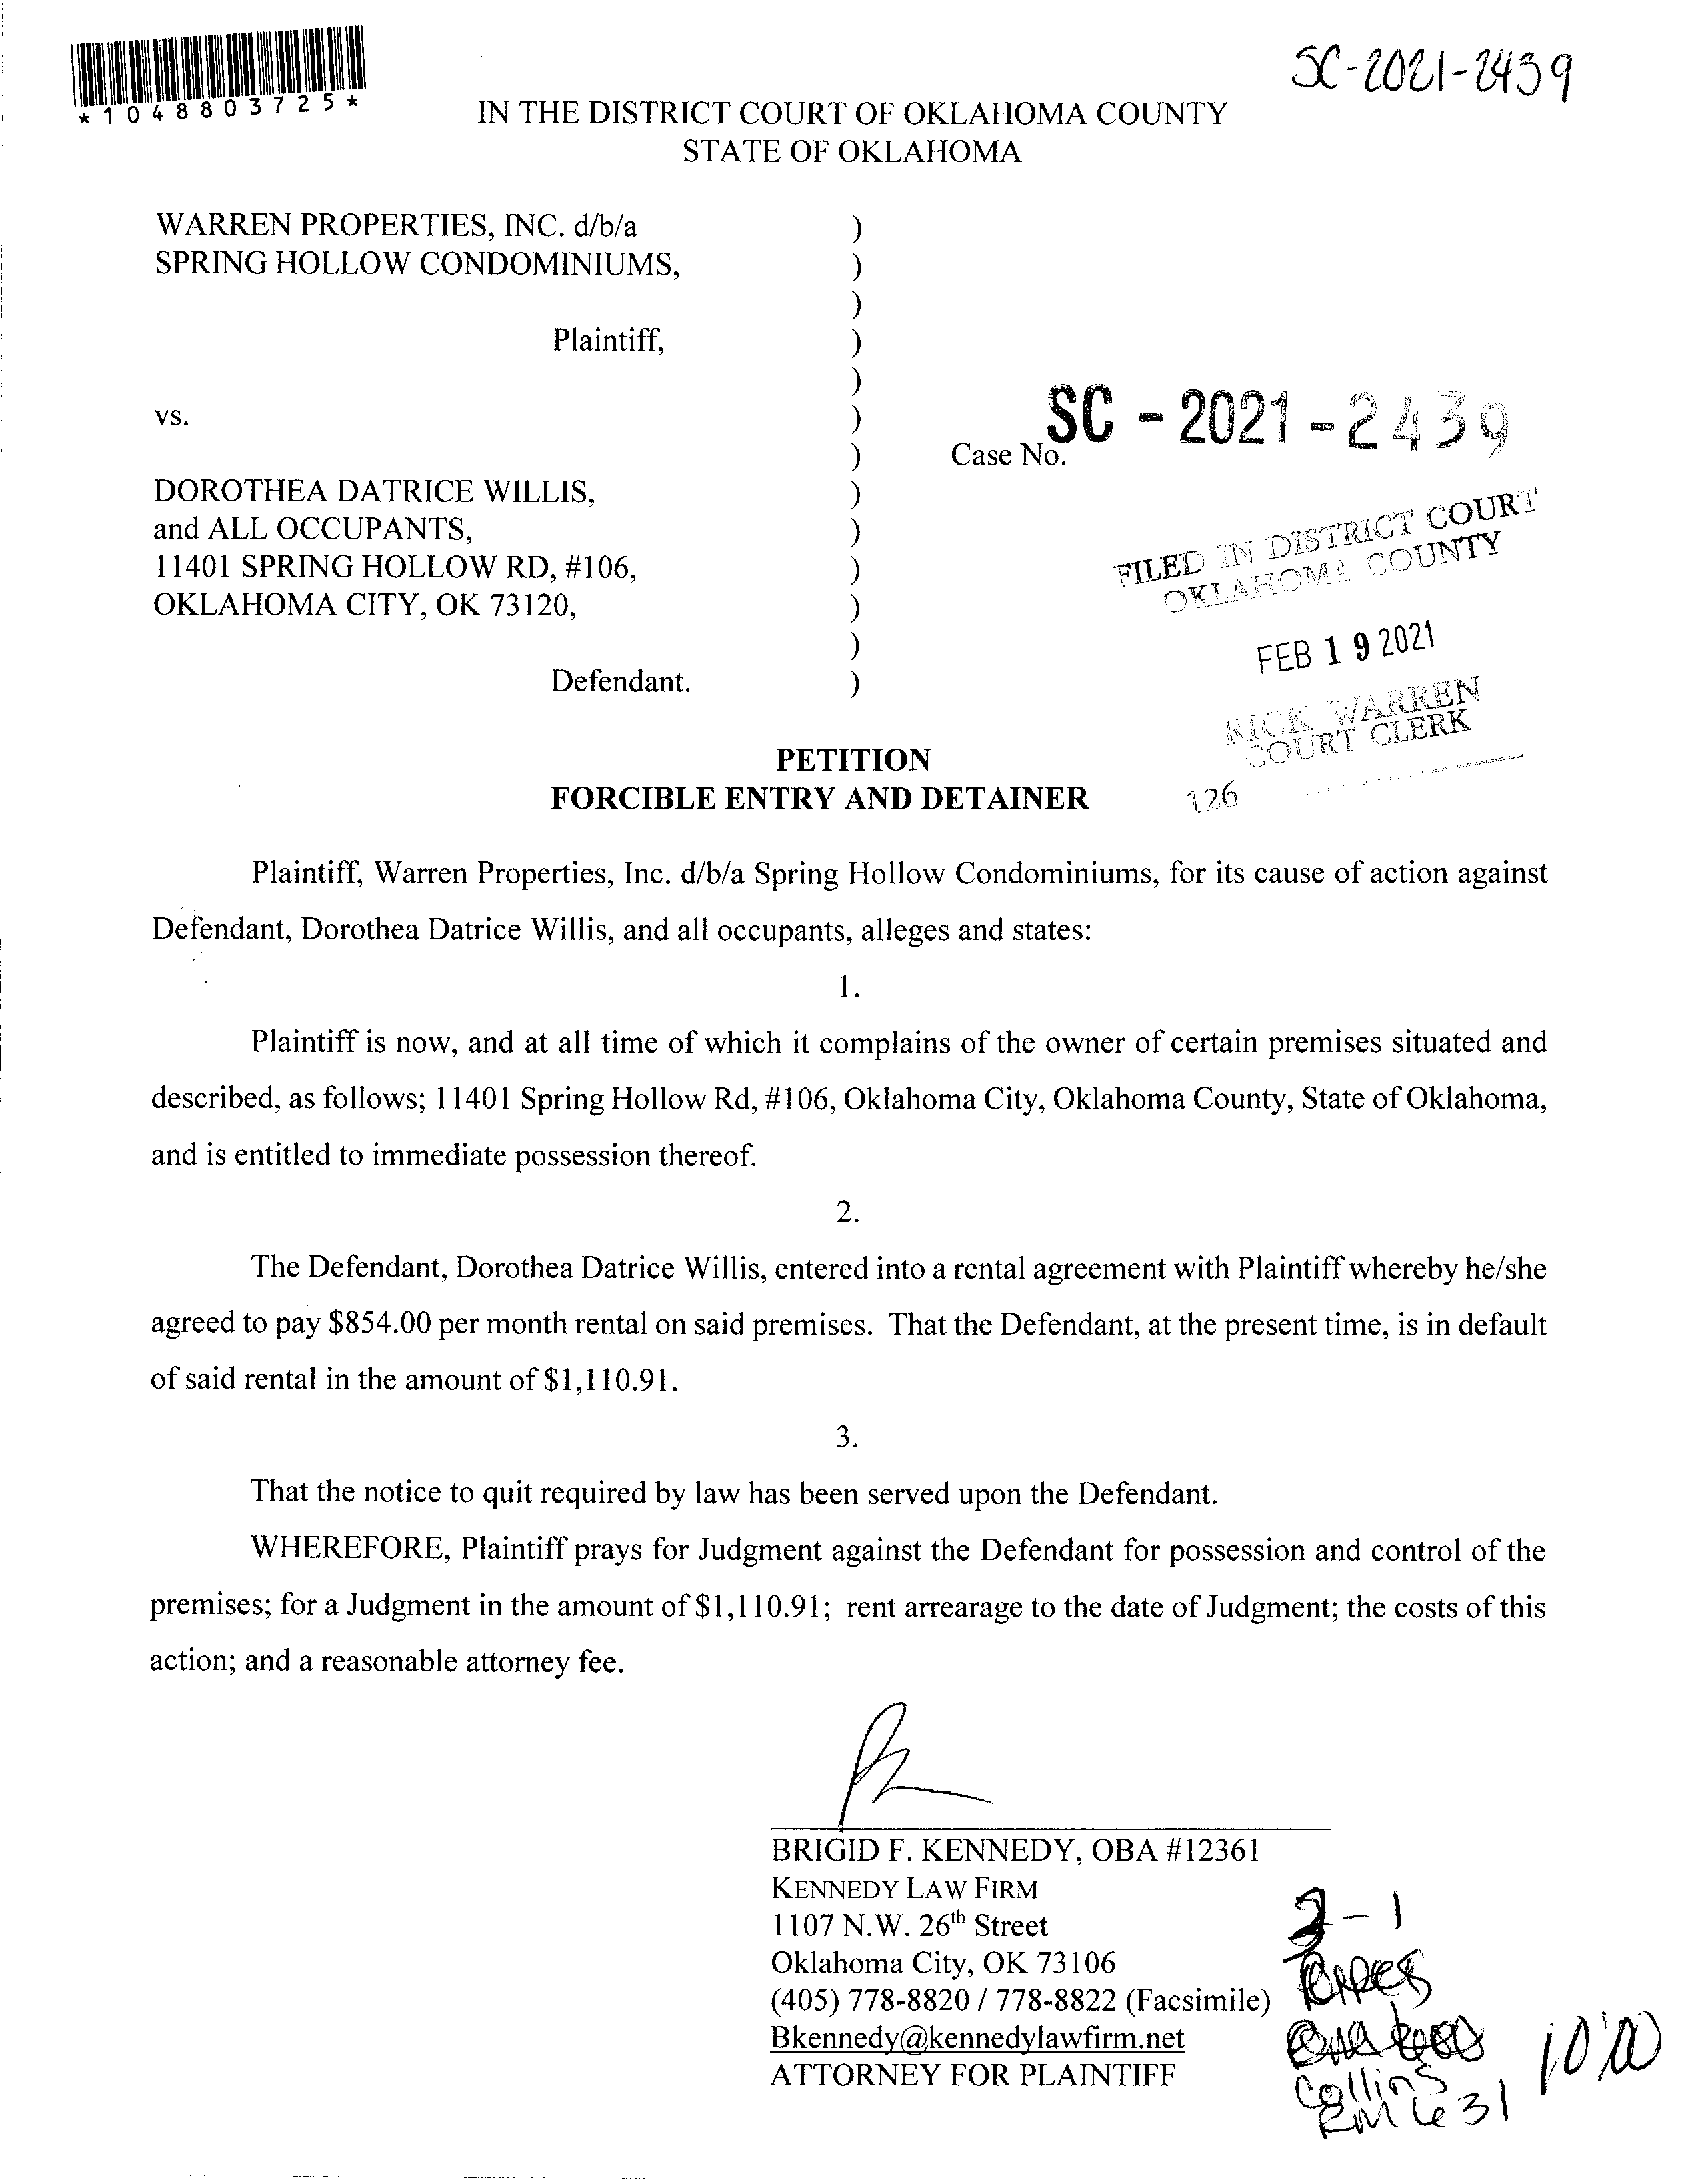 SC-2021-2439
*1048803725*
IN THE DISTRICT COURT OF OKLAHOMA COUNTY
STATE OF OKLAHOMA
WARREN PROPERTIES, INC. d/b/a )
SPRING HOLLOW CONDOMINIUMS, )
)
Plaintiff, )
)
vs. )
Case No. SC - 2021 - 2439
)
DOROTHEA DATRICE WILLIS, )
and ALL OCCUPANTS, )
11401 SPRING HOLLOW RD, #106, )
OKLAHOMA CITY, OK 73120, )
)
Defendant. )
FILED IN DISTRICT COURT
OKLAHOMA COUNTY
FEB 19 2021
RICK WARREN
COURT CLERK
126
PETITION
FORCIBLE ENTRY AND DETAINER
Plaintiff, Warren Properties, Inc. d/b/a Spring Hollow Condominiums, for its cause of action against
Defendant, Dorothea Datrice Willis, and all occupants, alleges and states:
1.
Plaintiff is now, and at all time of which it complains of the owner of certain premises situated and
described, as follows; 11401 Spring Hollow Rd, #106, Oklahoma City, Oklahoma County, State of Oklahoma,
and is entitled to immediate possession thereof.
2.
The Defendant, Dorothea Datrice Willis, entered into a rental agreement with Plaintiff whereby he/she
agreed to pay $854.00 per month rental on said premises. That the Defendant, at the present time, is in default
of said rental in the amount of $1,110.91.
3.
That the notice to quit required by law has been served upon the Defendant.
WHEREFORE, Plaintiff prays for Judgment against the Defendant for possession and control of the
premises; for a Judgment in the amount of $1,110.91; rent arrearage to the date of Judgment; the costs of this
action; and a reasonable attorney fee.
BRIGID F. KENNEDY, OBA #12361
KENNEDY LAW FIRM
1107 N.W. 26th Street
Oklahoma City, OK 73106
(405) 778-8820 / 778-8822 (Facsimile)
Bkennedy@kennedylawfirm.net
ATTORNEY FOR PLAINTIFF
Collins
RM 631